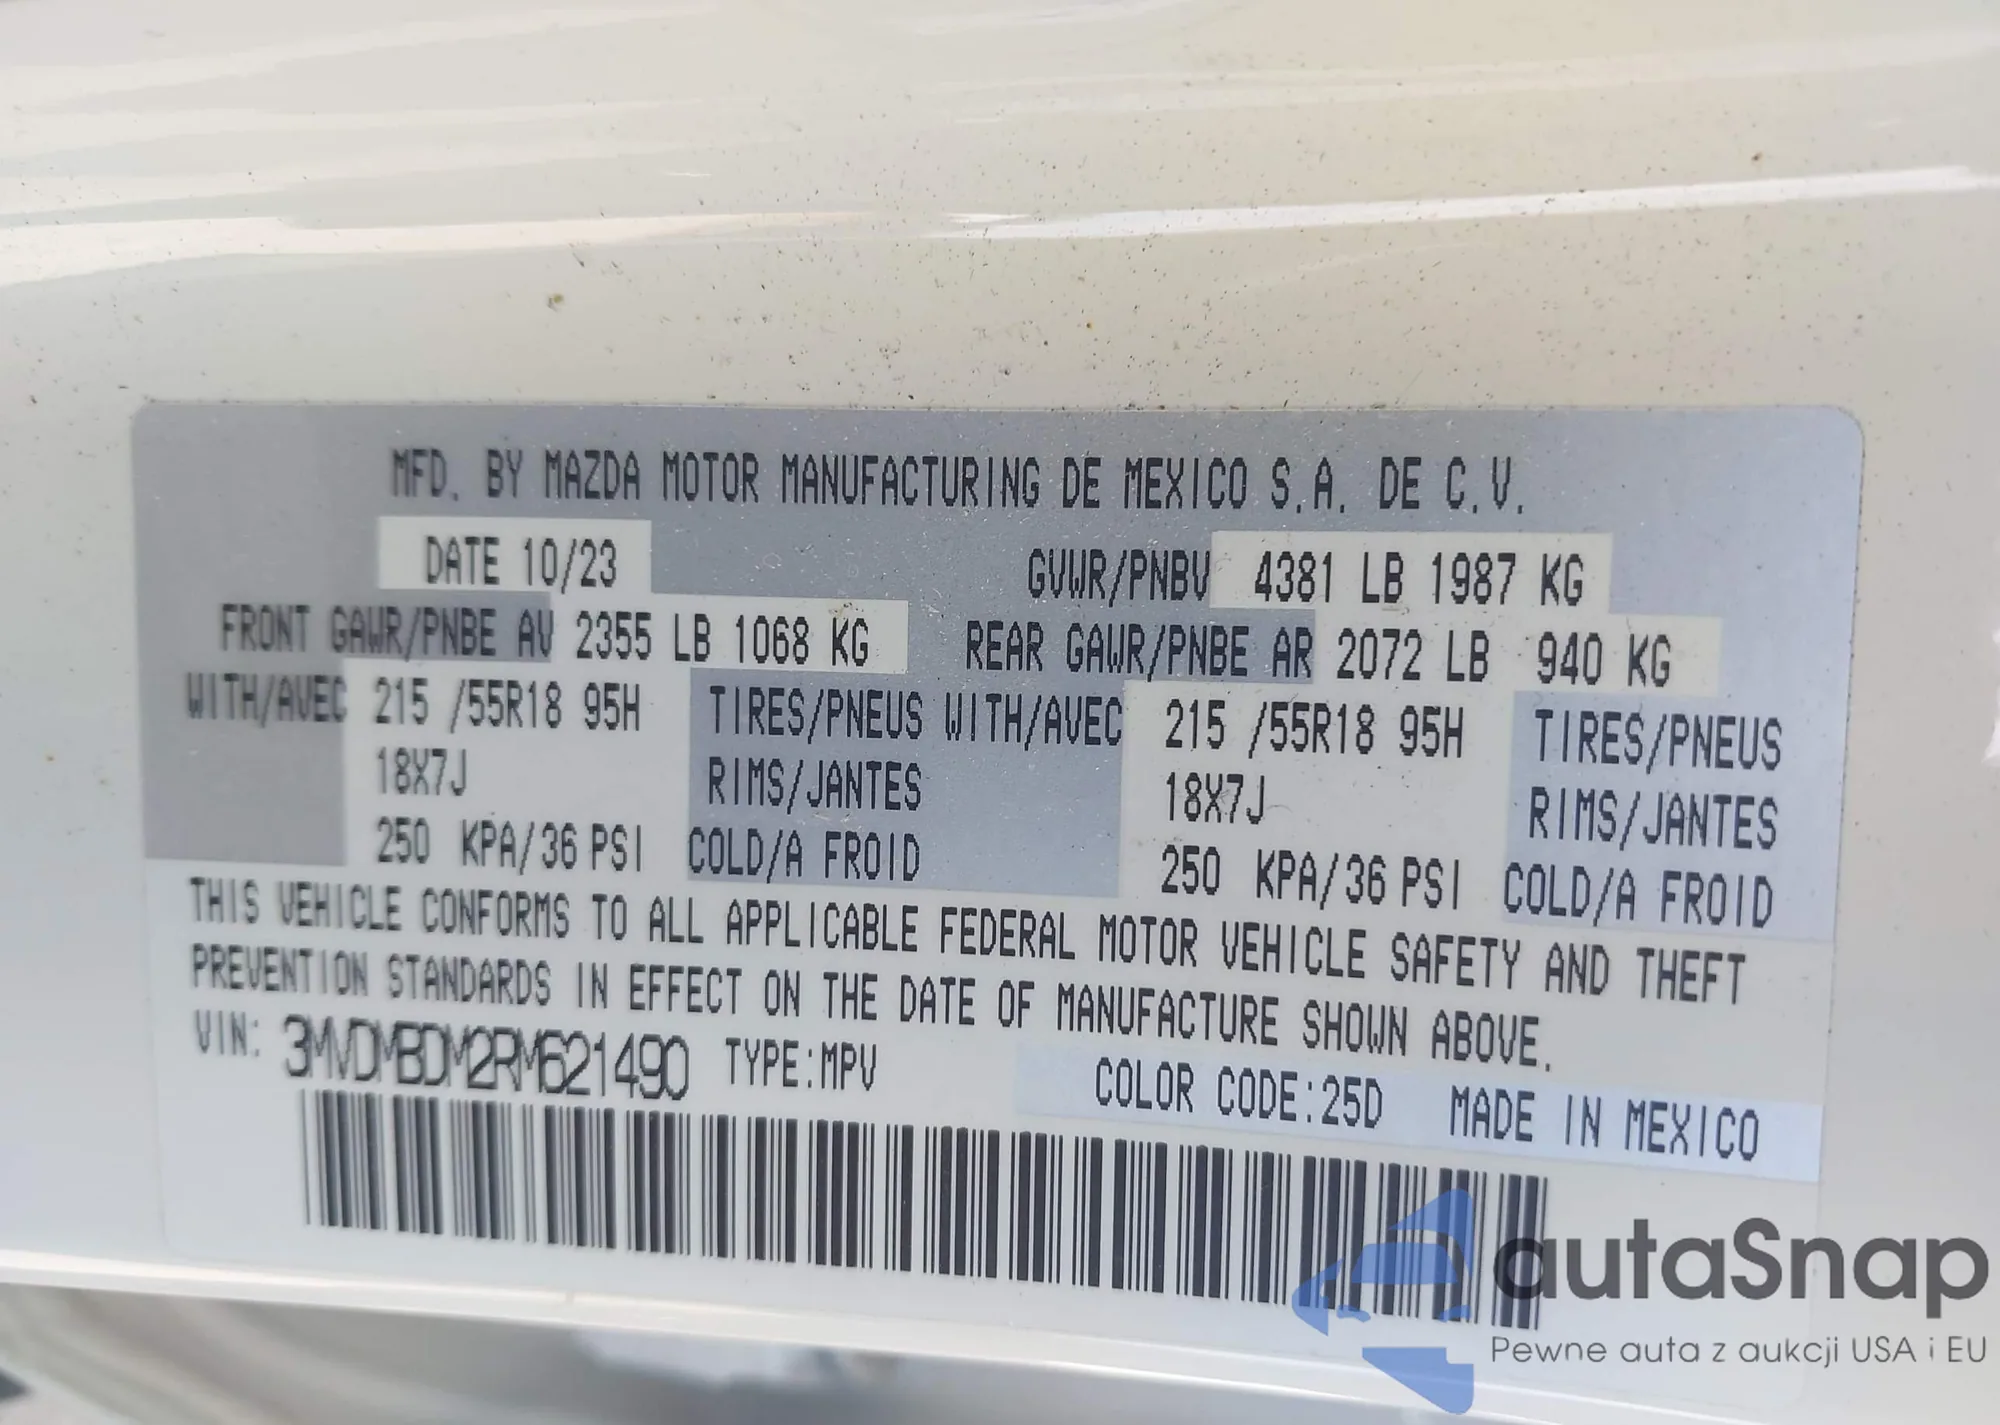 MFD. BY MAZDA MOTOR MANUFACTURING DE MEXICO S.A. DE C.V.
DATE 10/23 GVWR/PNBV 4381 LB 1987 KG
FRONT GAWR/PNBE AV 2355 LB 1068 KG REAR GAWR/PNBE AR 2072 LB 940 KG
WITH/AVEC 215 /55R18 95H TIRES/PNEUS WITH/AVEC 215 /55R18 95H TIRES/PNEUS
18X7J RIMS/JANTES 18X7J RIMS/JANTES
250 KPA/36 PSI COLD/A FROID 250 KPA/36 PSI COLD/A FROID
THIS VEHICLE CONFORMS TO ALL APPLICABLE FEDERAL MOTOR VEHICLE SAFETY AND THEFT
PREVENTION STANDARDS IN EFFECT ON THE DATE OF MANUFACTURE SHOWN ABOVE.
VIN: 3MVDMBDM2RM621490 TYPE:MPV COLOR CODE:25D MADE IN MEXICO
autaSnap
Pewne auta z aukcji USA i EU